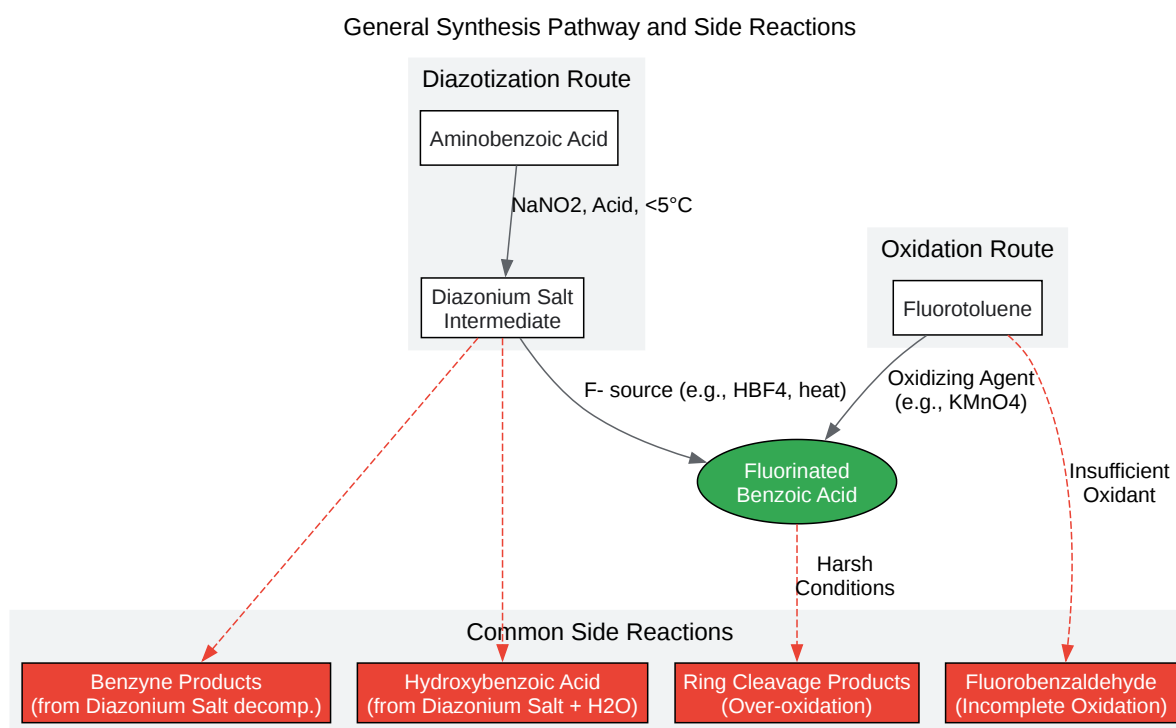 General Synthesis Pathway and Side Reactions
Diazotization Route
Aminobenzoic Acid
NaNO2, Acid, <5°C
Oxidation Route
Diazonium Salt
Intermediate
Fluorotoluene
F- source (e.g., HBF4, heat)
Oxidizing Agent
(e.g., KMnO4)
Fluorinated
Benzoic Acid
Insufficient
Oxidant
Harsh
Conditions
Common Side Reactions
Benzyne Products
(from Diazonium Salt decomp.)
Hydroxybenzoic Acid
(from Diazonium Salt + H2O)
Ring Cleavage Products
(Over-oxidation)
Fluorobenzaldehyde
(Incomplete Oxidation)